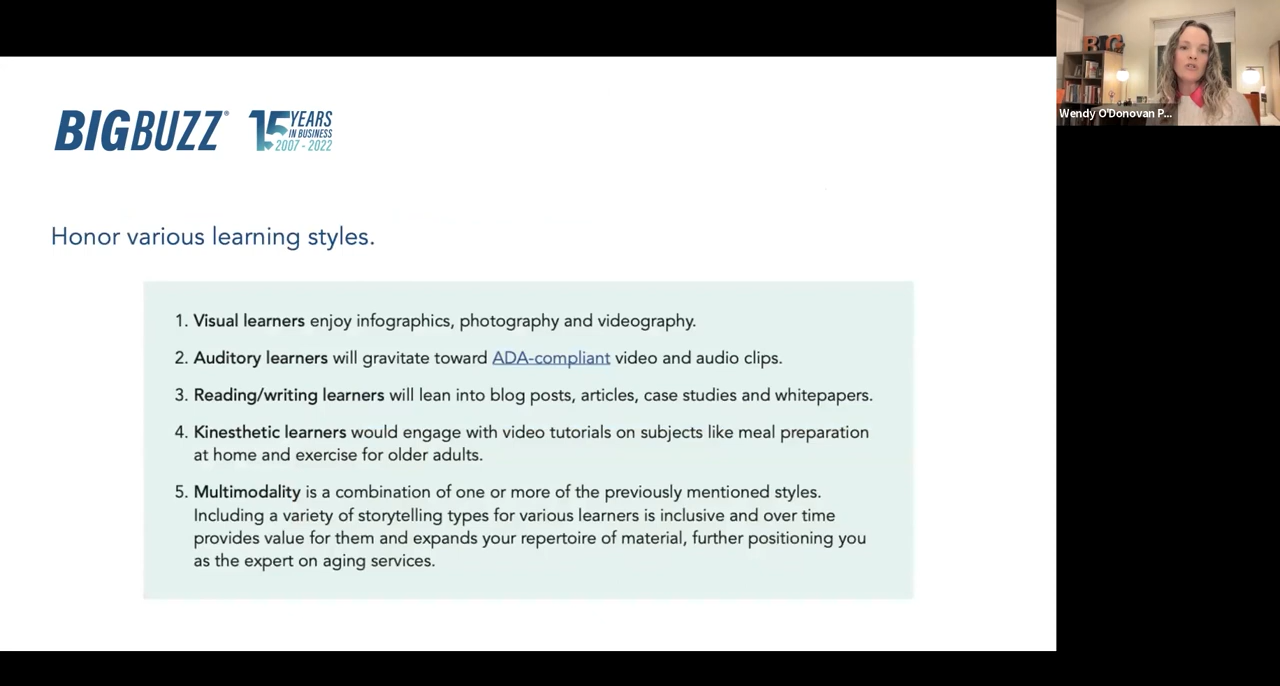 BIGBUZZ®
15 YEARS
IN BUSINESS
2007 - 2022
BIG
Wendy O'Donovan P...
Honor various learning styles.
1. Visual learners enjoy infographics, photography and videography.
2. Auditory learners will gravitate toward ADA-compliant video and audio clips.
3. Reading/writing learners will lean into blog posts, articles, case studies and whitepapers.
4. Kinesthetic learners would engage with video tutorials on subjects like meal preparation
at home and exercise for older adults.
5. Multimodality is a combination of one or more of the previously mentioned styles.
Including a variety of storytelling types for various learners is inclusive and over time
provides value for them and expands your repertoire of material, further positioning you
as the expert on aging services.